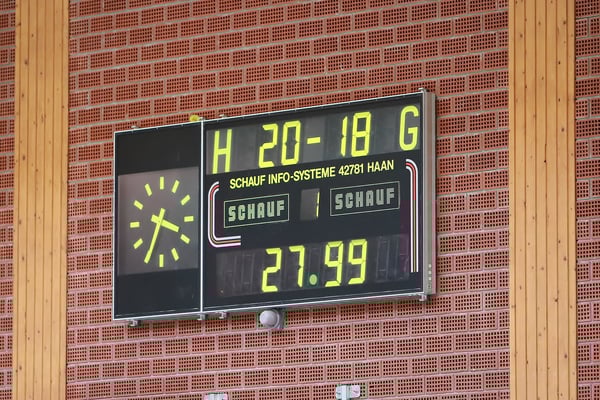 H 20-18 G
SCHAUF INFO-SYSTEME 42781 HAAN
SCHAUF 1 SCHAUF
27.99